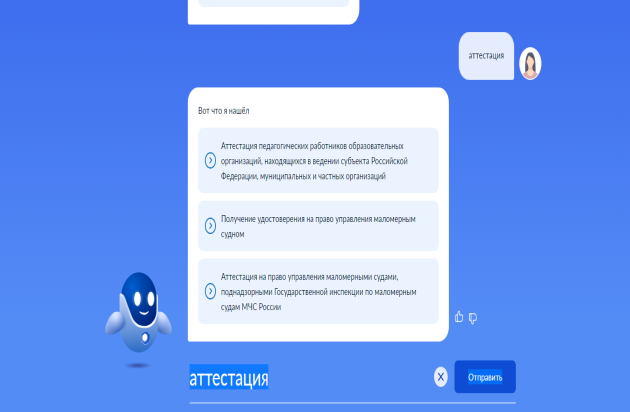 аттестация
Вот что я нашёл
Аттестация педагогических работников образовательных
организаций, находящихся в ведении субъекта Российской
Федерации, муниципальных и частных организаций
Получение удостоверения на право управления маломерным
судном
Аттестация на право управления маломерными судами,
поднадзорными Государственной инспекции по маломерным
судам МЧС России
аттестация
Отправить